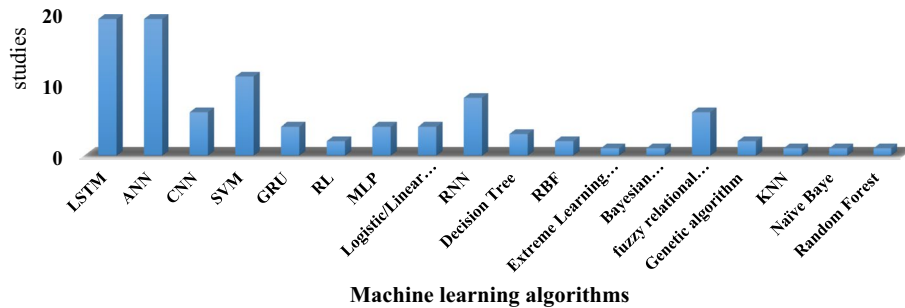 20
10
0
studies
LSTM
ANN
CNN
SVM
GRU
RL
MLP
Logistic/Linear…
RNN
Decision Tree
RBF
Extreme Learning…
Bayesian…
fuzzy relational…
Genetic algorithm
KNN
Naïve Baye
Random Forest
Machine learning algorithms